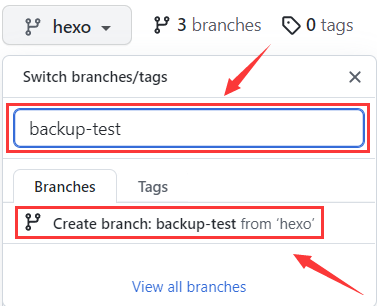 hexo 3 branches 0 tags
Switch branches/tags
backup-test
Branches Tags
Create branch: backup-test from ‘hexo’
View all branches